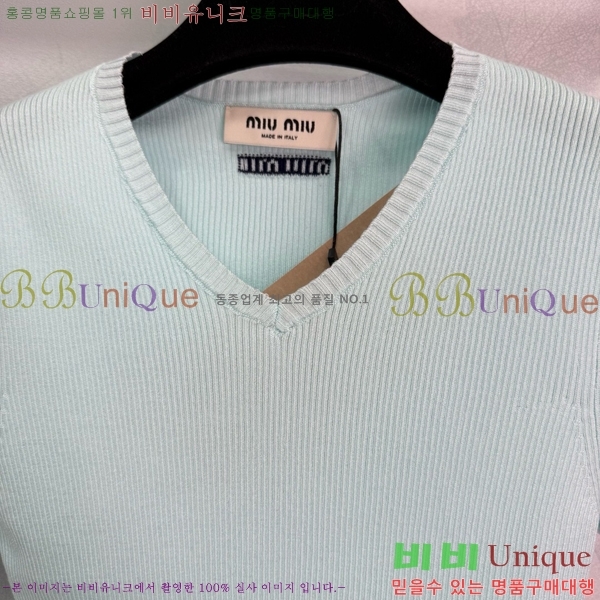 홍콩명품쇼핑몰 1위 비비유니크 명품구매대행
miu miu
MADE IN ITALY
BBUniQue 동종업계 최고의 품질 NO.1 BBUniQue
비비 Unique
-본 이미지는 비비유니크에서 촬영한 100% 실사 이미지 입니다.-
믿을수 있는 명품구매대행